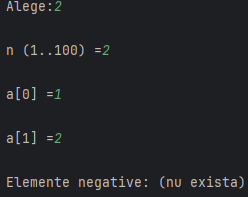 Alege:2
n (1..100) =2
a[0] =1
a[1] =2
Elemente negative: (nu exista)